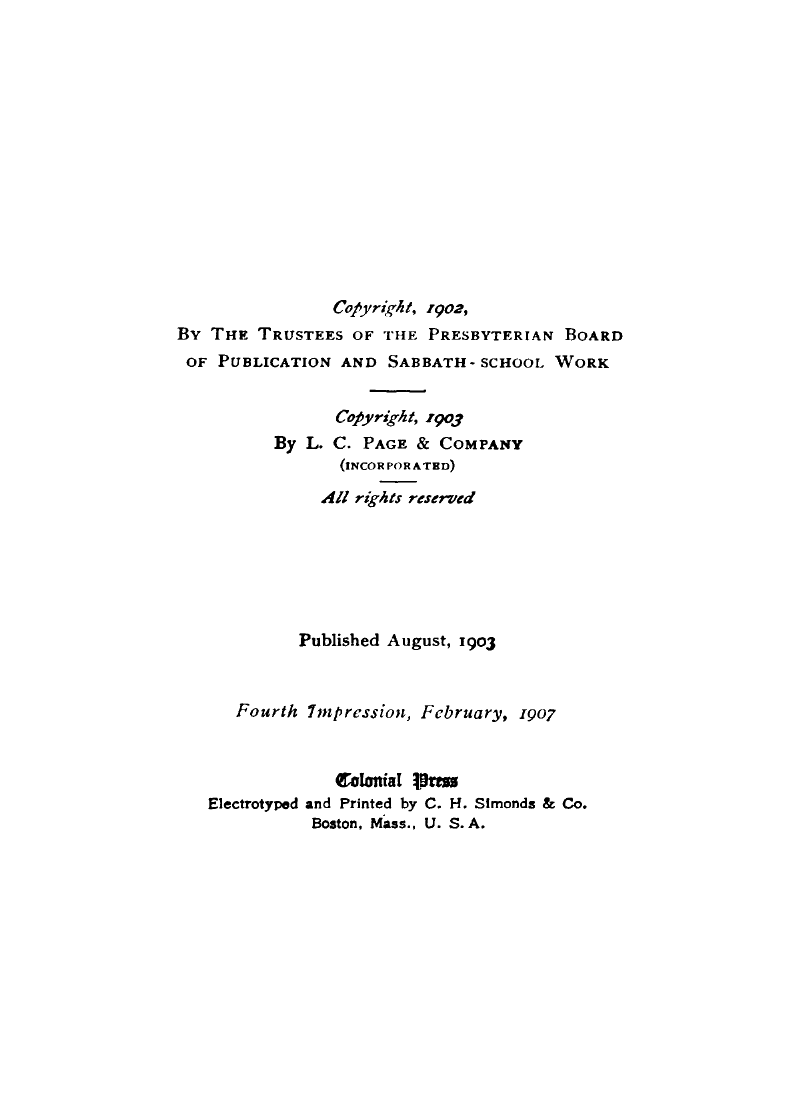 Copyright, 1902,
By The Trustees of the Presbyterian Board
of Publication and Sabbath-school Work
Copyright, 1903
By L. C. Page & Company
(incorporated)
All rights reserved
Published August, 1903
Fourth Impression, February, 1907
Colonial Press
Electrotyped and Printed by C. H. Simonds & Co.
Boston, Mass., U. S. A.